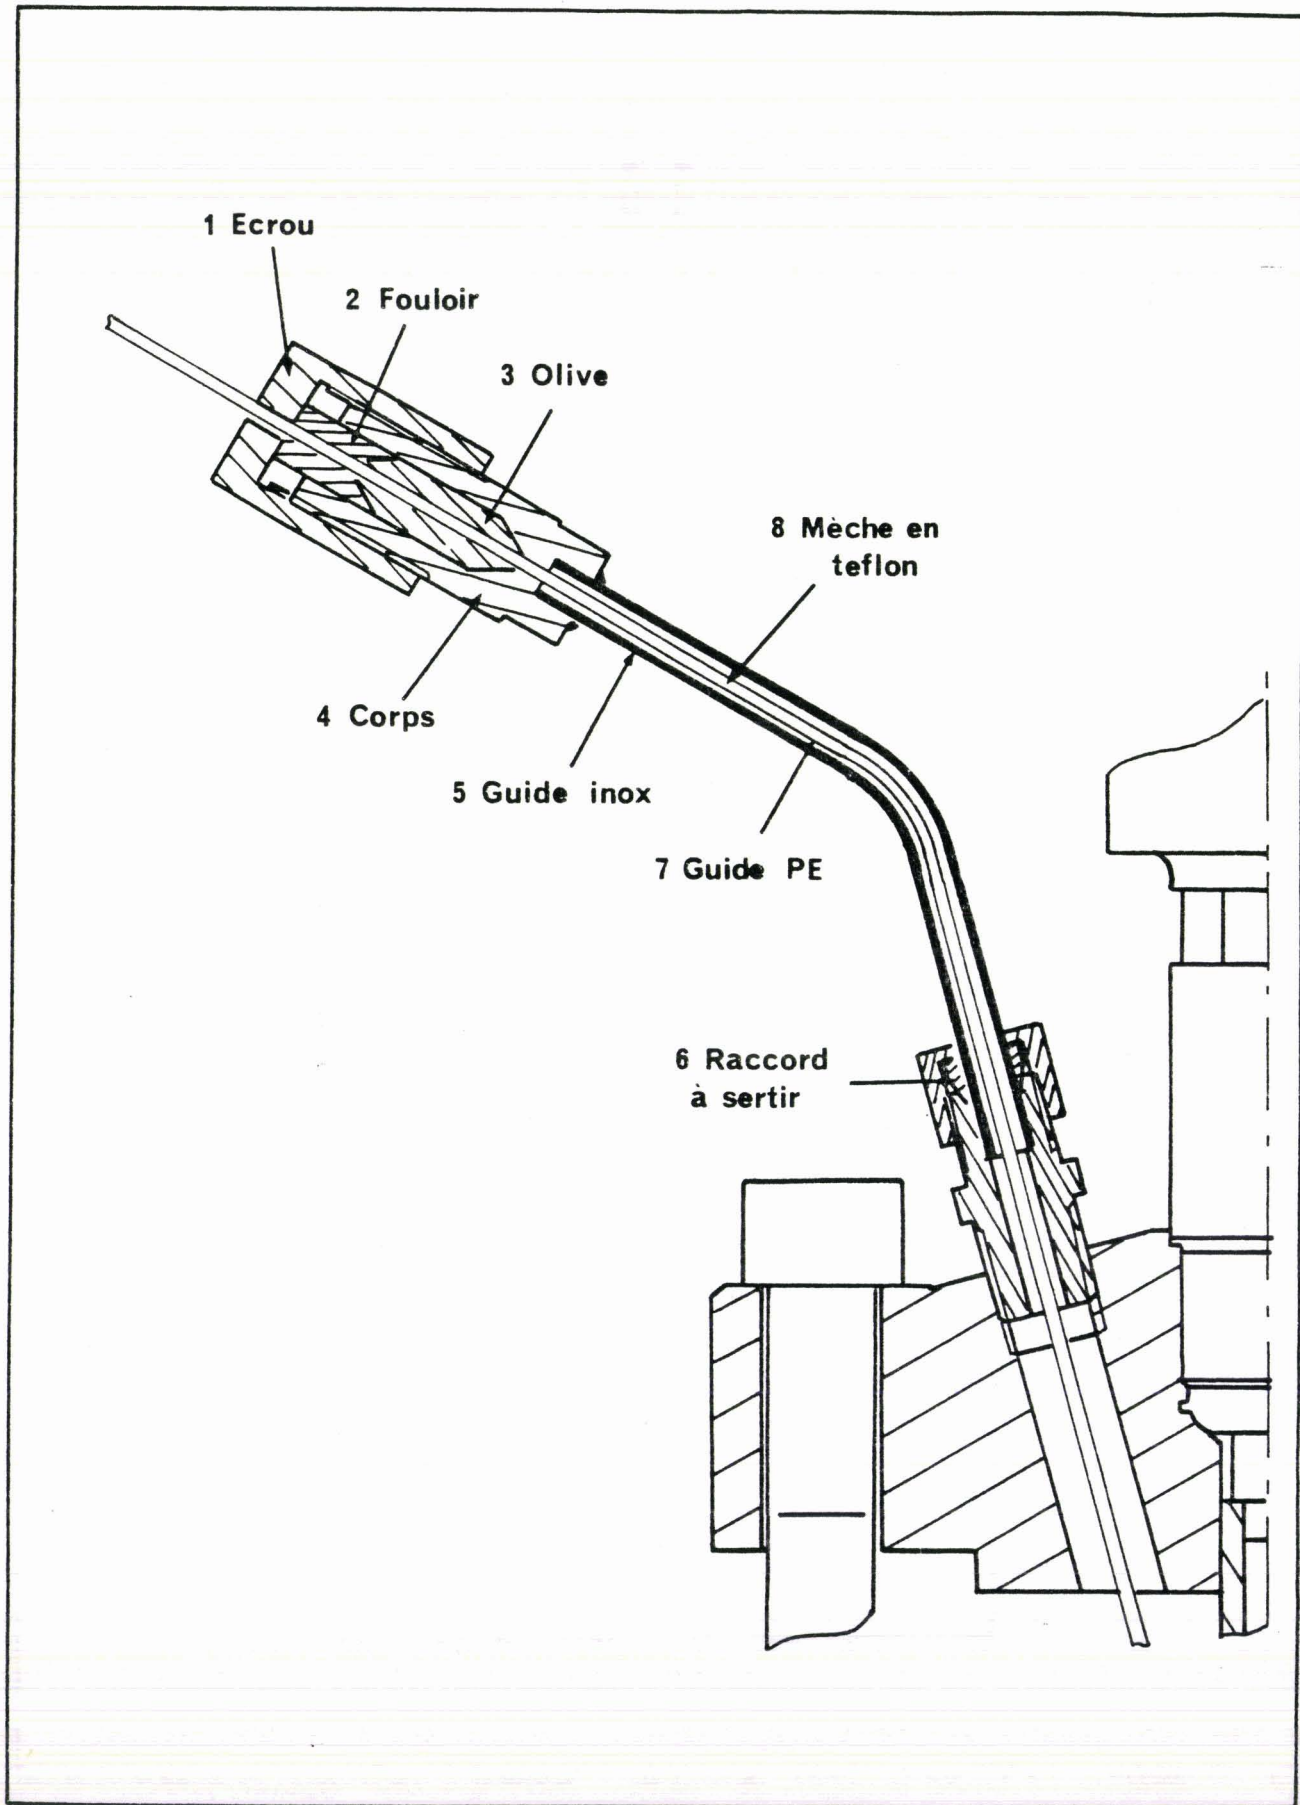 1 Ecrou
2 Fouloir
3 Olive
8 Mèche en
teflon
4 Corps
5 Guide inox
7 Guide PE
6 Raccord
à sertir